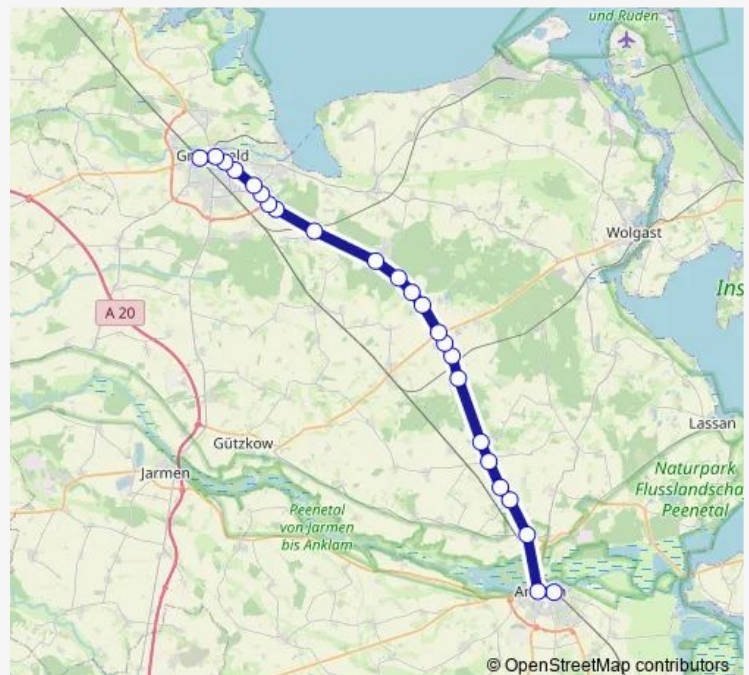 und Ruden
Wolgast
Ins
A 20
Lassan
Gützkow
Jarmen
Naturpark
Flusslandscha
Peenetal
Peenetal
von Jarmen
bis Anklam
© OpenStreetMap contributors